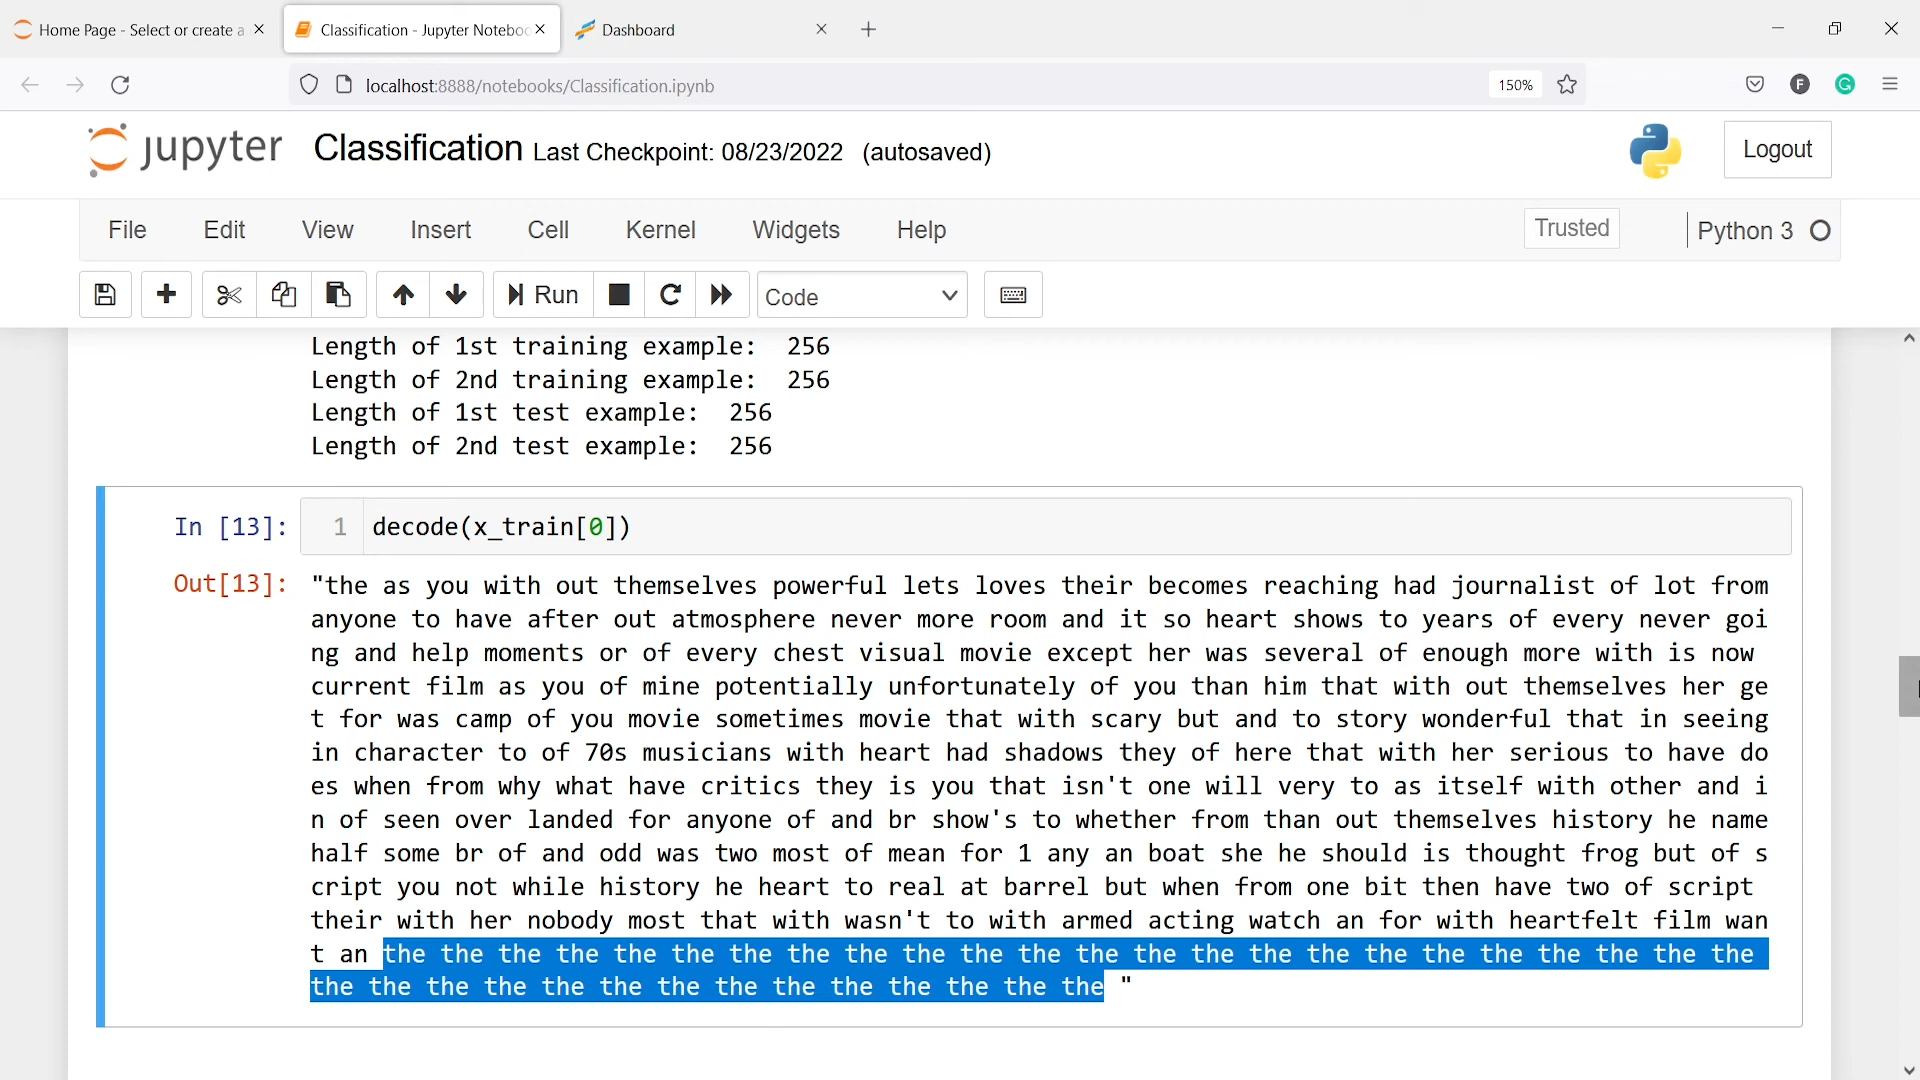 Home Page - Select or create a
Classification - Jupyter Noteboo
Dashboard
localhost:8888/notebooks/Classification.ipynb
150%
F
G
jupyter Classification Last Checkpoint: 08/23/2022 (autosaved)
Logout
File Edit View Insert Cell Kernel Widgets Help
Trusted
Python 3
Run
Code
Length of 1st training example:  256
Length of 2nd training example:  256
Length of 1st test example:  256
Length of 2nd test example:  256
In [13]: 1 decode(x_train[0])
Out[13]: "the as you with out themselves powerful lets loves their becomes reaching had journalist of lot from
anyone to have after out atmosphere never more room and it so heart shows to years of every never goi
ng and help moments or of every chest visual movie except her was several of enough more with is now
current film as you of mine potentially unfortunately of you than him that with out themselves her ge
t for was camp of you movie sometimes movie that with scary but and to story wonderful that in seeing
in character to of 70s musicians with heart had shadows they of here that with her serious to have do
es when from why what have critics they is you that isn't one will very to as itself with other and i
n of seen over landed for anyone of and br show's to whether from than out themselves history he name
half some br of and odd was two most of mean for 1 any an boat she he should is thought frog but of s
cript you not while history he heart to real at barrel but when from one bit then have two of script
their with her nobody most that with wasn't to with armed acting watch an for with heartfelt film wan
t an the the the the the the the the the the the the the the the the the the the the the the the the
the the the the the the the the the the the the the the "